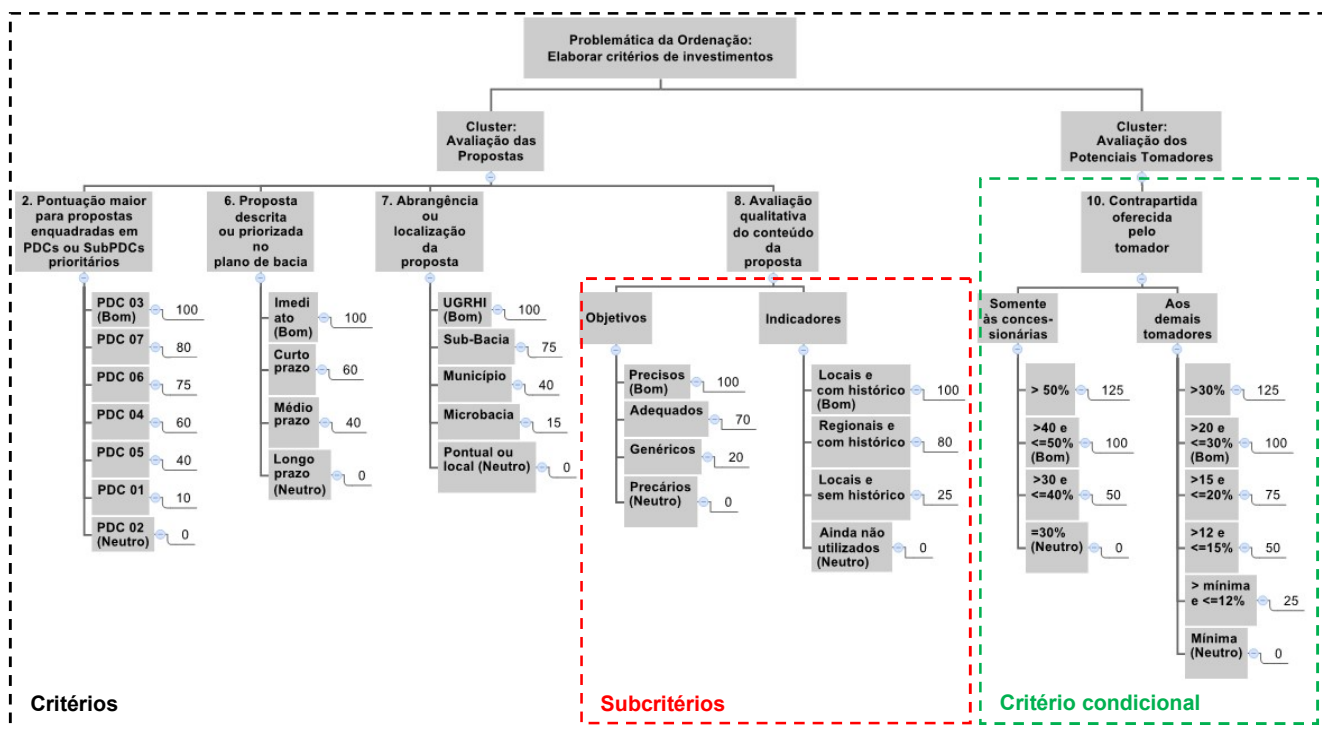 Problemática da Ordenação:
Elaborar critérios de investimentos
Cluster:
Avaliação das
Propostas
Cluster:
Avaliação dos
Potenciais Tomadores
2. Pontuação maior
para propostas
enquadradas em
PDCs ou SubPDCs
prioritários
6. Proposta
descrita
ou priorizada
no
plano de bacia
7. Abrangência
ou
localização
da
proposta
8. Avaliação
qualitativa
do conteúdo
da
proposta
10. Contrapartida
oferecida
pelo
tomador
PDC 03
(Bom)
100
PDC 07
80
PDC 06
75
PDC 04
60
PDC 05
40
PDC 01
10
PDC 02
(Neutro)
0
Imedi
ato
(Bom)
100
Curto
prazo
60
Médio
prazo
40
Longo
prazo
(Neutro)
0
UGRHI
(Bom)
100
Sub-Bacia
75
Município
40
Microbacia
15
Pontual ou
local (Neutro)
0
Objetivos
Precisos
(Bom)
100
Adequados
70
Genéricos
20
Precários
(Neutro)
0
Indicadores
Locais e
com histórico
(Bom)
100
Regionais e
com histórico
80
Locais e
sem histórico
25
Ainda não
utilizados
(Neutro)
0
Somente
às conces-
sionárias
> 50%
125
>40 e
<=50%
(Bom)
100
>30 e
<=40%
50
=30%
(Neutro)
0
Aos
demais
tomadores
>30%
125
>20 e
<=30%
(Bom)
100
>15 e
<=20%
75
>12 e
<=15%
50
> mínima
e <=12%
25
Mínima
(Neutro)
0
Critérios
Subcritérios
Critério condicional